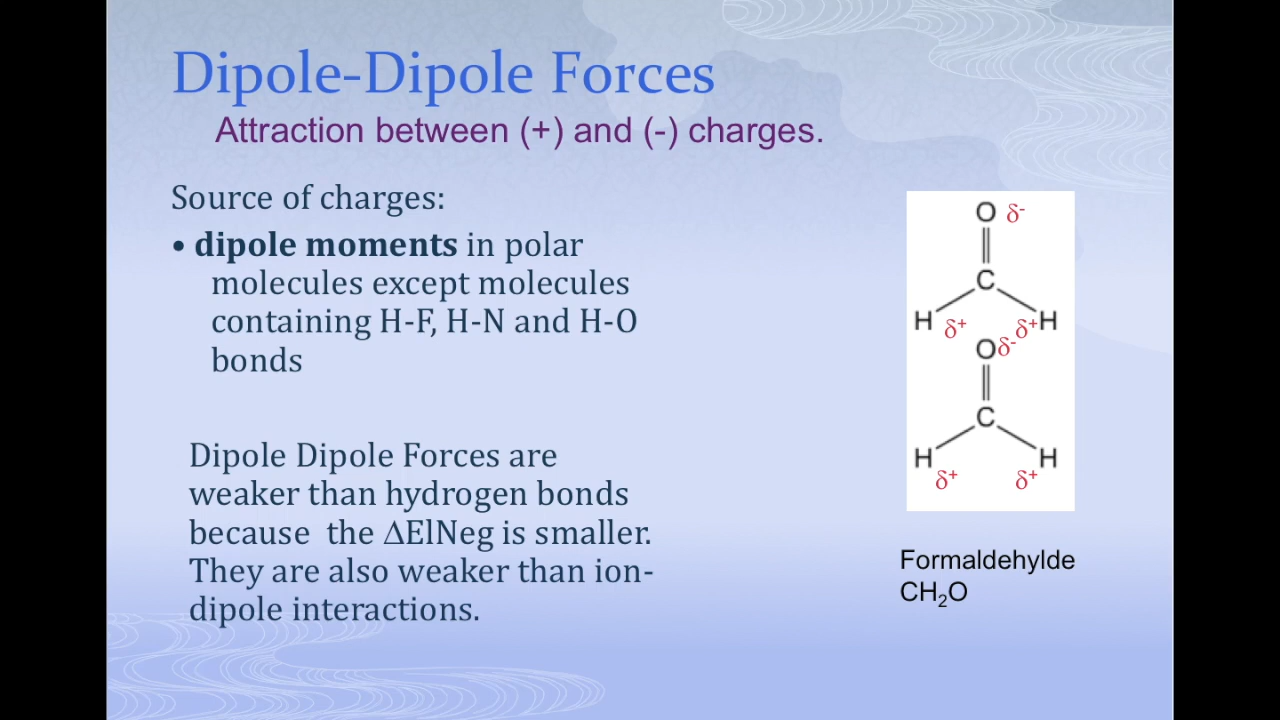 Dipole-Dipole Forces
Attraction between (+) and (-) charges.
Source of charges:
• dipole moments in polar
molecules except molecules
containing H-F, H-N and H-O
bonds
Dipole Dipole Forces are
weaker than hydrogen bonds
because the ΔElNeg is smaller.
They are also weaker than ion-
dipole interactions.
O δ-
C
H δ+ δ+ H
O δ-
C
H H
δ+ δ+
Formaldehylde
CH₂O